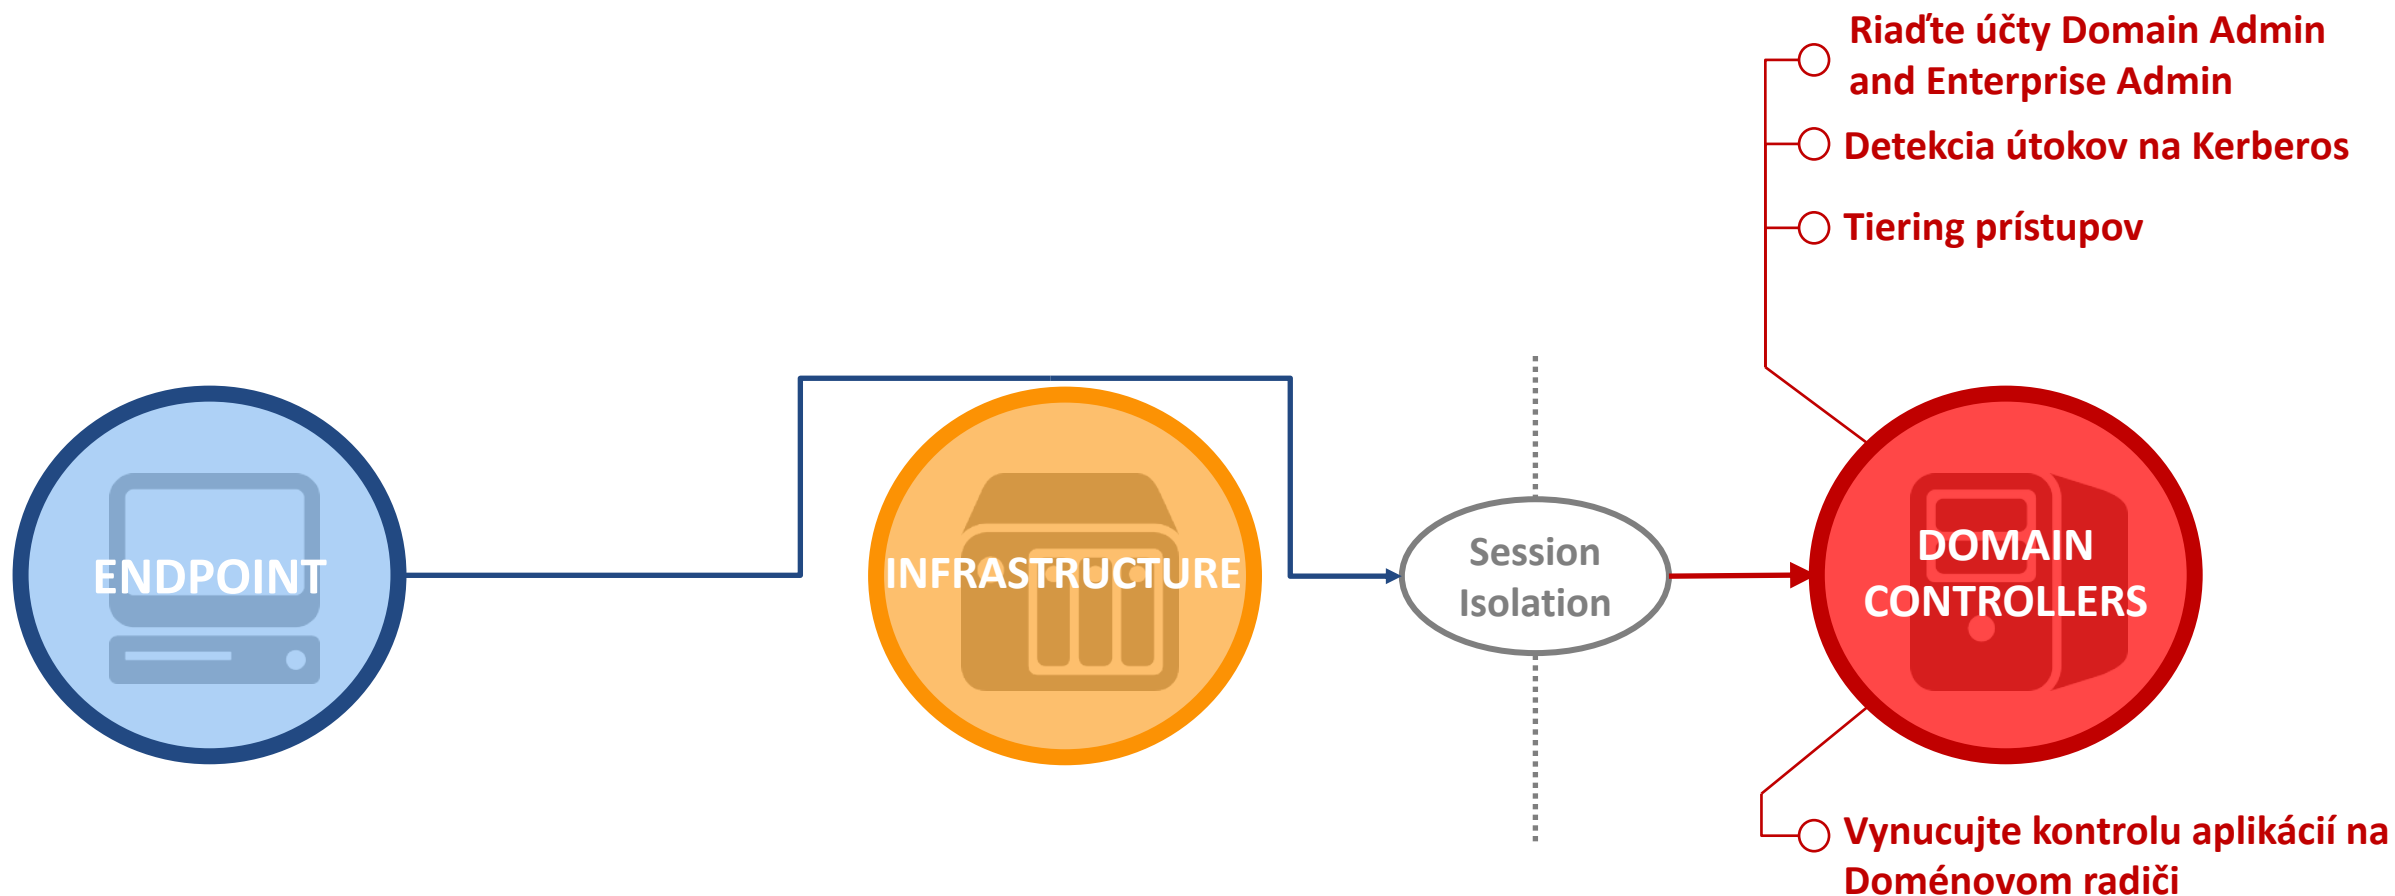 Riaďte účty Domain Admin
and Enterprise Admin
Detekcia útokov na Kerberos
Tiering prístupov
ENDPOINT
INFRASTRUCTURE
Session
Isolation
DOMAIN
CONTROLLERS
Vynucujte kontrolu aplikácií na
Doménovom radiči